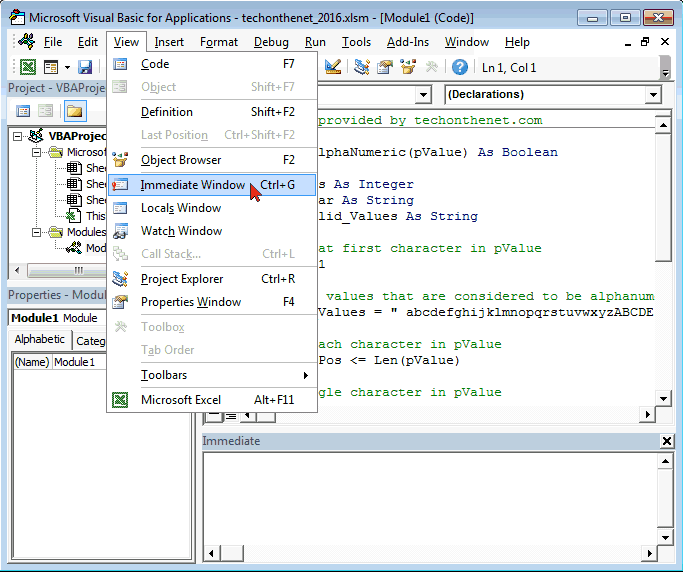 Microsoft Visual Basic for Applications - techonthenet_2016.xlsm - [Module1 (Code)]
File Edit View Insert Format Debug Run Tools Add-Ins Window Help
Ln 1, Col 1
Project - VBAProje
VBAProjec
Microsof
Shee
Shee
Shee
This
Modules
Mod
Properties - Modul
Module1 Module
Alphabetic Categ
(Name) Module1
Code F7
Object Shift+F7
Definition Shift+F2
Last Position Ctrl+Shift+F2
Object Browser F2
Immediate Window Ctrl+G
Locals Window
Watch Window
Call Stack... Ctrl+L
Project Explorer Ctrl+R
Properties Window F4
Toolbox
Tab Order
Toolbars
Microsoft Excel Alt+F11
(Declarations)
provided by techonthenet.com
lphaNumeric(pValue) As Boolean
s As Integer
ar As String
lid_Values As String
at first character in pValue
1
values that are considered to be alphanum
Values = " abcdefghijklmnopqrstuvwxyzABCDE
ach character in pValue
Pos <= Len(pValue)
gle character in pValue
Immediate